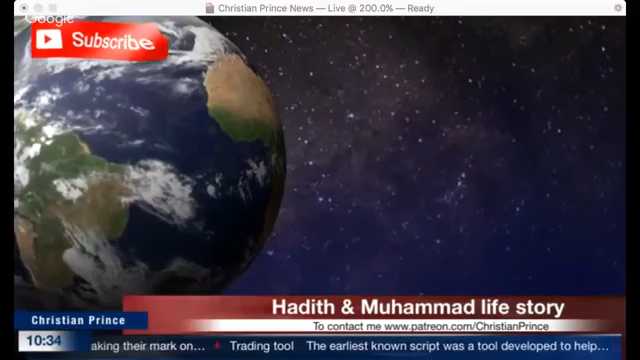 Christian Prince News — Live @ 200.0% — Ready
Google
Subscribe
Hadith & Muhammad life story
To contact me www.patreon.com/ChristianPrince
Christian Prince
10:34
aking their mark on... Trading tool The earliest known script was a tool developed to help...